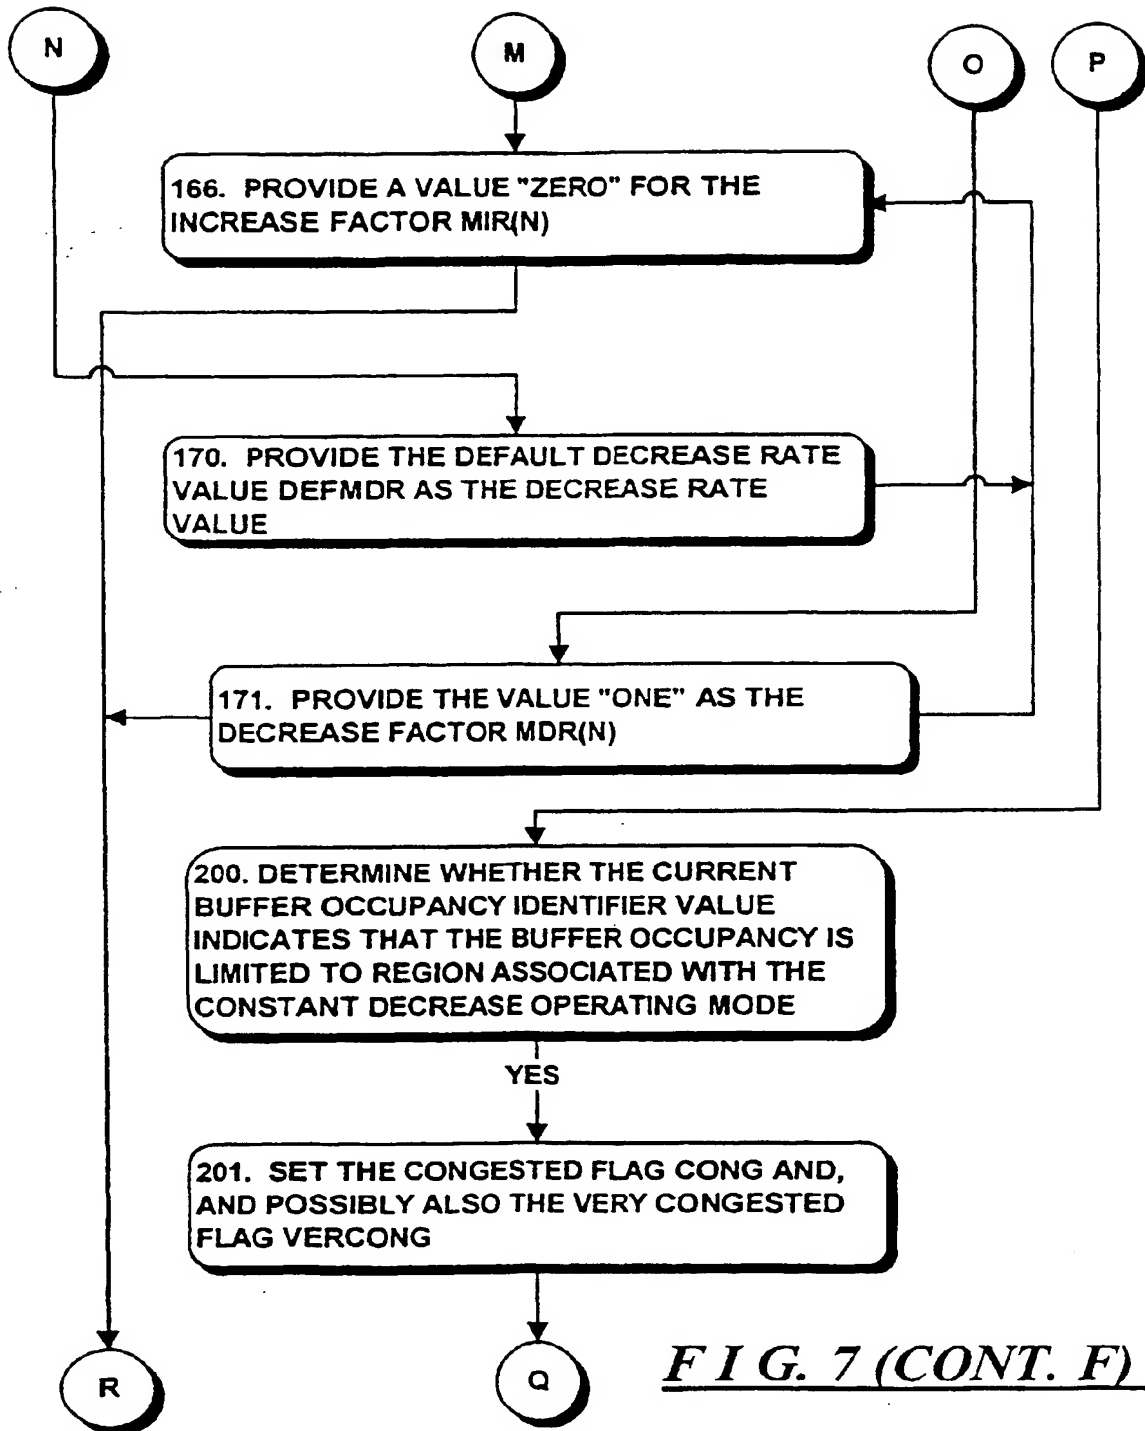 N
M
O
P
166. PROVIDE A VALUE "ZERO" FOR THE
INCREASE FACTOR MIR(N)
170. PROVIDE THE DEFAULT DECREASE RATE
VALUE DEFMDR AS THE DECREASE RATE
VALUE
171. PROVIDE THE VALUE "ONE" AS THE
DECREASE FACTOR MDR(N)
200. DETERMINE WHETHER THE CURRENT
BUFFER OCCUPANCY IDENTIFIER VALUE
INDICATES THAT THE BUFFER OCCUPANCY IS
LIMITED TO REGION ASSOCIATED WITH THE
CONSTANT DECREASE OPERATING MODE
YES
201. SET THE CONGESTED FLAG CONG AND,
AND POSSIBLY ALSO THE VERY CONGESTED
FLAG VERCONG
R
Q
FIG. 7 (CONT. F)